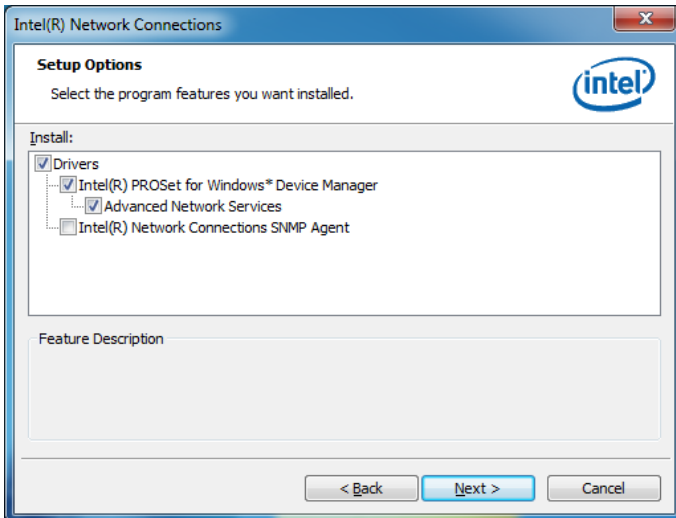 Intel(R) Network Connections
Setup Options
Select the program features you want installed.
intel
Install:
Drivers
Intel(R) PROSet for Windows* Device Manager
Advanced Network Services
Intel(R) Network Connections SNMP Agent
Feature Description
< Back
Next >
Cancel